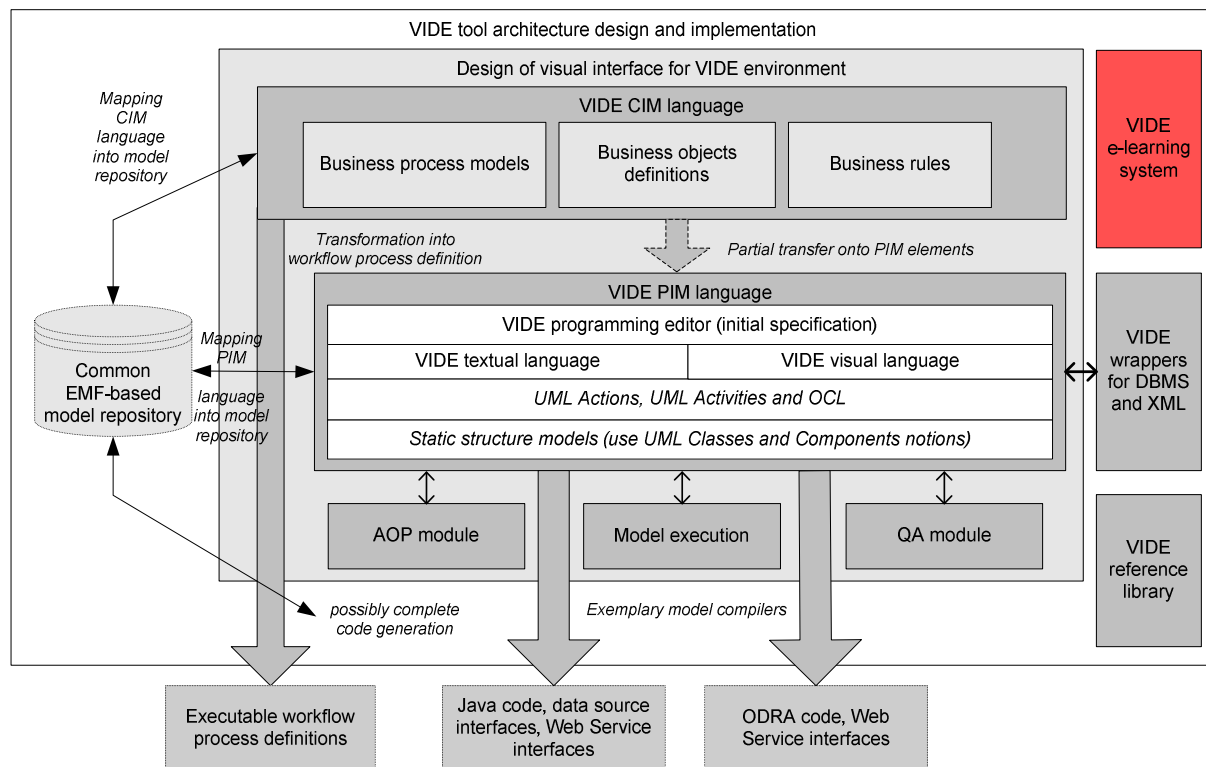 VIDE tool architecture design and implementation
Design of visual interface for VIDE environment
VIDE CIM language
Business process models
Business objects
definitions
Business rules
Mapping
CIM
language
into model
repository
VIDE
e-learning
system
Transformation into
workflow process definition
Partial transfer onto PIM elements
VIDE PIM language
VIDE programming editor (initial specification)
VIDE textual language
VIDE visual language
UML Actions, UML Activities and OCL
Static structure models (use UML Classes and Components notions)
Common
EMF-based
model repository
Mapping
PIM
language
into model
repository
VIDE
wrappers
for DBMS
and XML
AOP module
Model execution
QA module
VIDE
reference
library
possibly complete
code generation
Exemplary model compilers
Executable workflow
process definitions
Java code, data source
interfaces, Web Service
interfaces
ODRA code, Web
Service interfaces